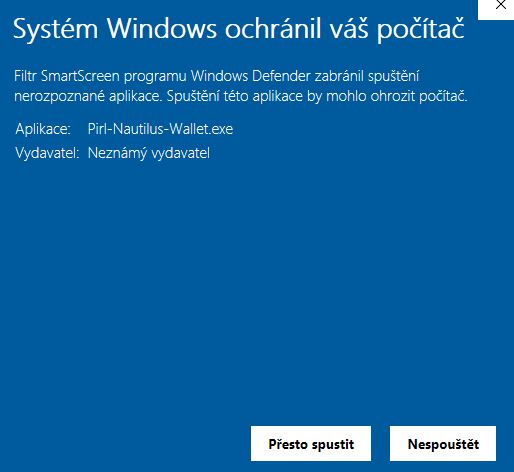 Systém Windows ochránil váš počítač
Filtr SmartScreen programu Windows Defender zabránil spuštění
nerozpoznané aplikace. Spuštění této aplikace by mohlo ohrozit počítač.
Aplikace: Pirl-Nautilus-Wallet.exe
Vydavatel: Neznámý vydavatel
Přesto spustit Nespouštět